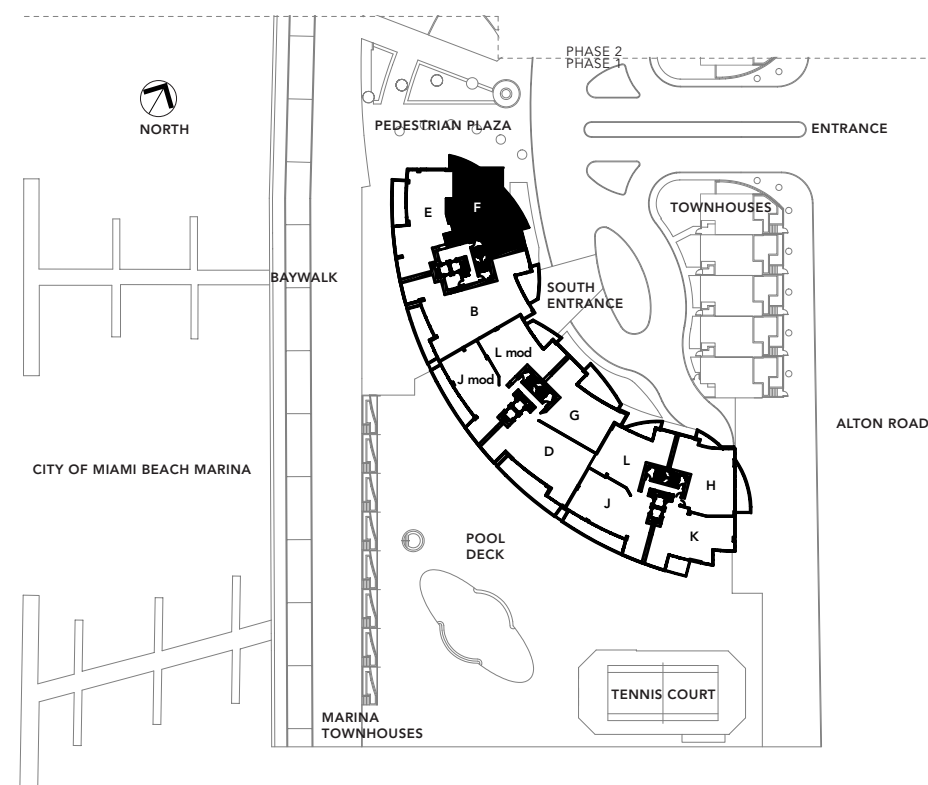 PHASE 2
PHASE 1
NORTH
PEDESTRIAN PLAZA
ENTRANCE
E
F
TOWNHOUSES
BAYWALK
SOUTH
ENTRANCE
B
L mod
J mod
G
ALTON ROAD
D
CITY OF MIAMI BEACH MARINA
L
H
J
K
POOL
DECK
TENNIS COURT
MARINA
TOWNHOUSES